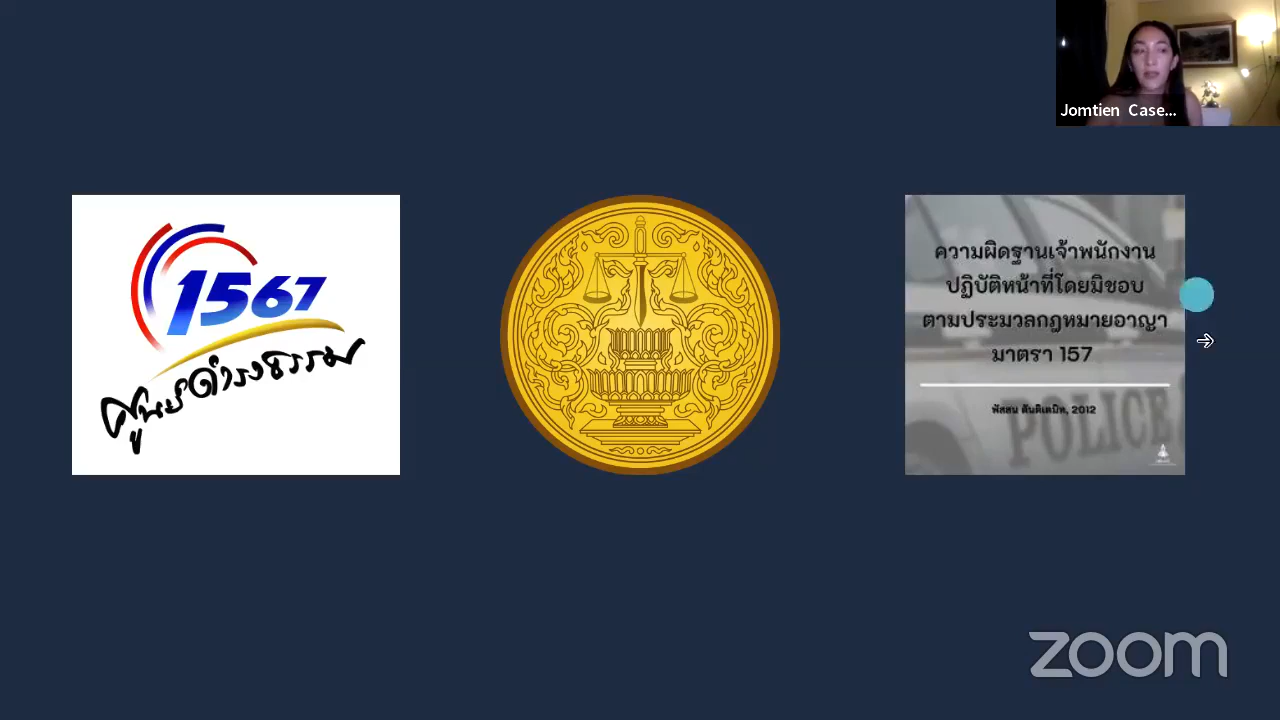 Jomtien Case...
1567
ศูนย์ดำรงธรรม
ความผิดฐานเจ้าพนักงาน
ปฏิบัติหน้าที่โดยมิชอบ
ตามประมวลกฎหมายอาญา
มาตรา 157
2012
POLICE
zoom